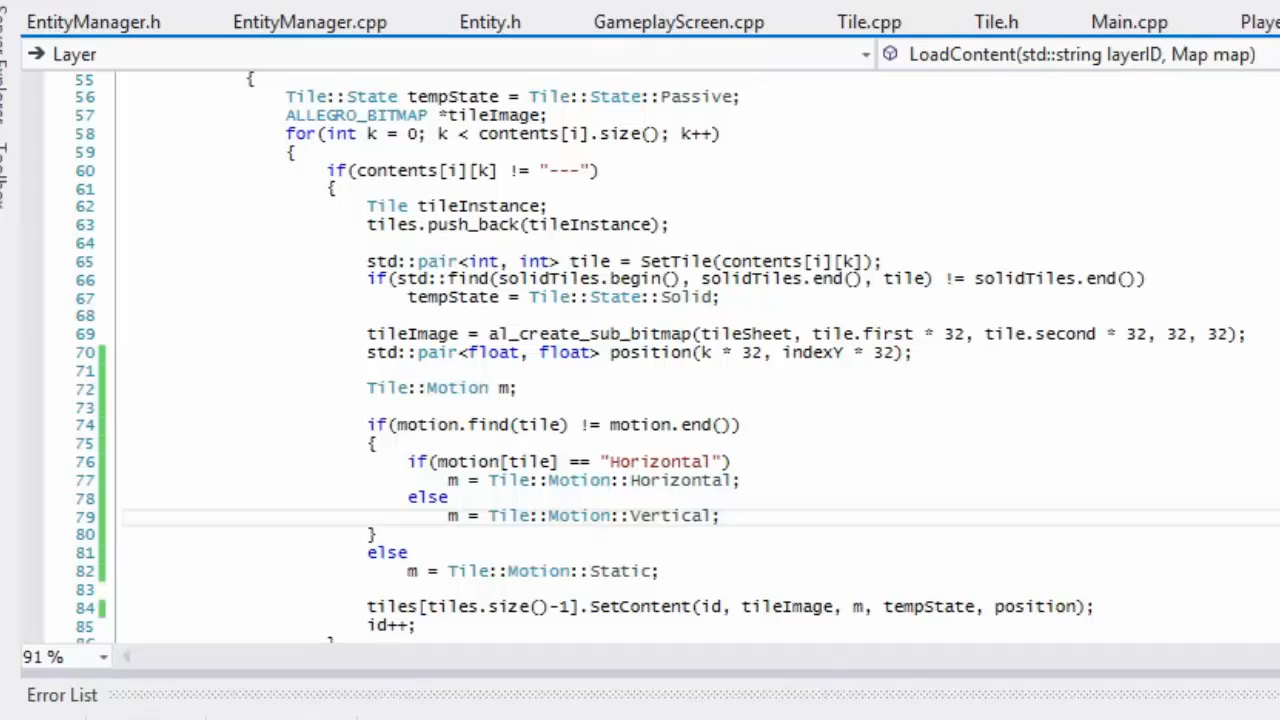 EntityManager.h EntityManager.cpp Entity.h GameplayScreen.cpp Tile.cpp Tile.h Main.cpp Playe
Server Explorer Toolbox
Layer LoadContent(std::string layerID, Map map)
55 {
56 Tile::State tempState = Tile::State::Passive;
57 ALLEGRO_BITMAP *tileImage;
58 for(int k = 0; k < contents[i].size(); k++)
59 {
60 if(contents[i][k] != "---")
61 {
62 Tile tileInstance;
63 tiles.push_back(tileInstance);
64
65 std::pair<int, int> tile = SetTile(contents[i][k]);
66 if(std::find(solidTiles.begin(), solidTiles.end(), tile) != solidTiles.end())
67 tempState = Tile::State::Solid;
68
69 tileImage = al_create_sub_bitmap(tileSheet, tile.first * 32, tile.second * 32, 32, 32);
70 std::pair<float, float> position(k * 32, indexY * 32);
71
72 Tile::Motion m;
73
74 if(motion.find(tile) != motion.end())
75 {
76 if(motion[tile] == "Horizontal")
77 m = Tile::Motion::Horizontal;
78 else
79 m = Tile::Motion::Vertical;
80 }
81 else
82 m = Tile::Motion::Static;
83
84 tiles[tiles.size()-1].SetContent(id, tileImage, m, tempState, position);
85 id++;
86 }
91 %
Error List